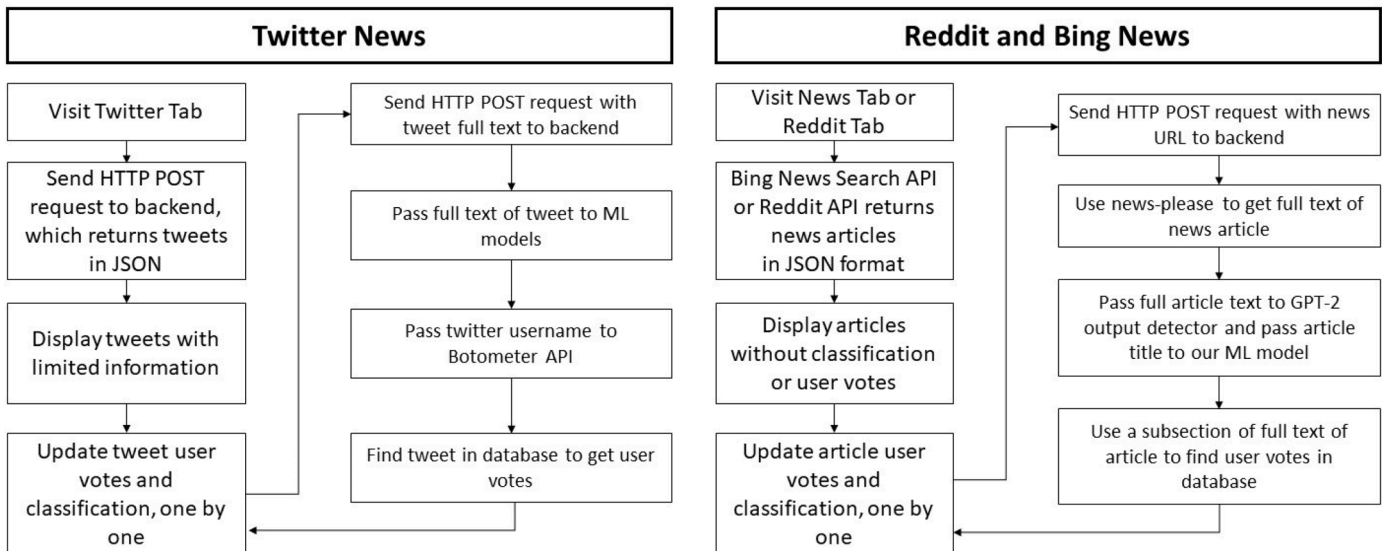 Twitter News
Visit Twitter Tab
Send HTTP POST
request to backend,
which returns tweets
in JSON
Display tweets with
limited information
Update tweet user
votes and
classification, one by
one
Send HTTP POST request with
tweet full text to backend
Pass full text of tweet to ML
models
Pass twitter username to
Botometer API
Find tweet in database to get user
votes
Reddit and Bing News
Visit News Tab or
Reddit Tab
Bing News Search API
or Reddit API returns
news articles
in JSON format
Display articles
without classification
or user votes
Update article user
votes and
classification, one by
one
Send HTTP POST request with news
URL to backend
Use news-please to get full text of
news article
Pass full article text to GPT-2
output detector and pass article
title to our ML model
Use a subsection of full text of
article to find user votes in
database